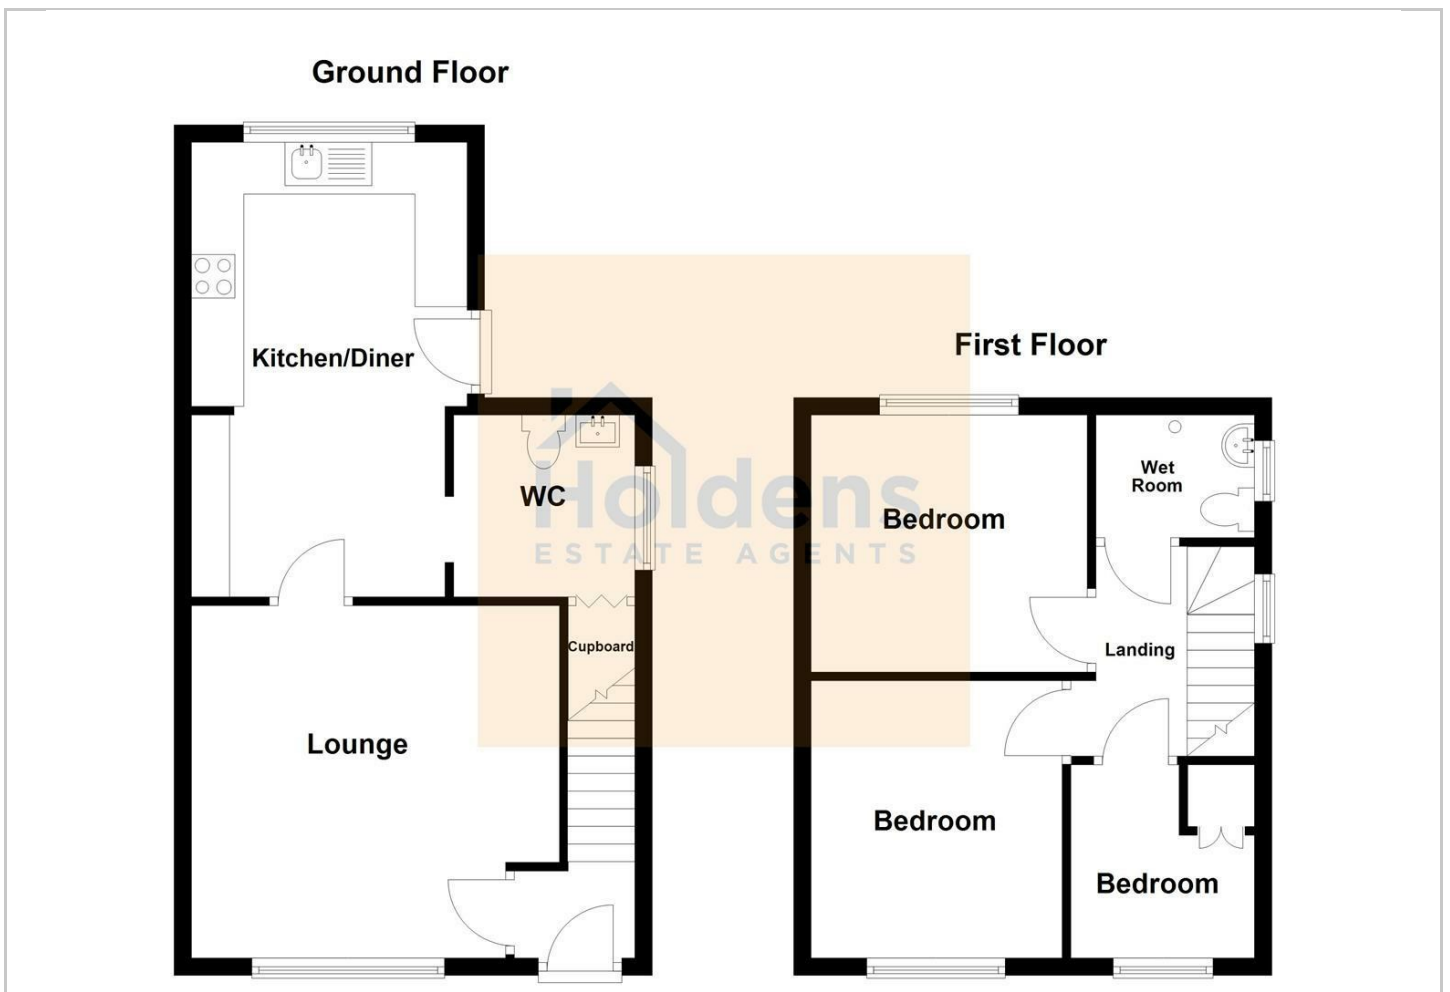 Ground Floor
Kitchen/Diner
WC
Cupboard
Lounge
First Floor
Bedroom
Wet
Room
Landing
Bedroom
Bedroom
Holdens
ESTATE AGENTS